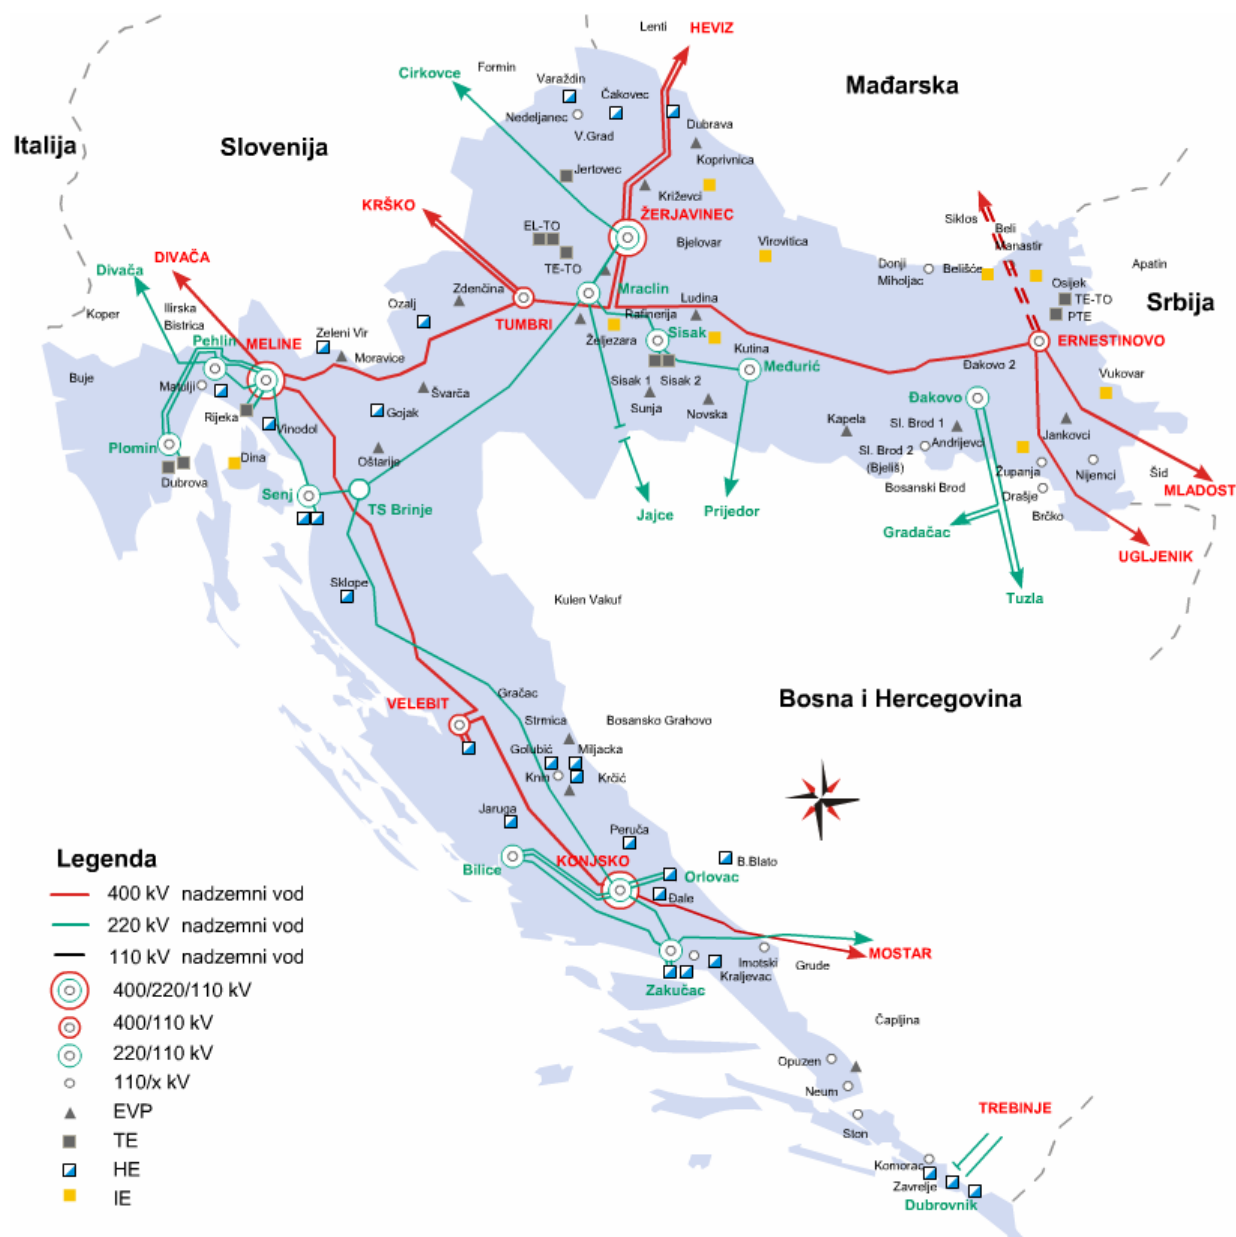 Lenti
HEVIZ
Formin
Cirkovce
Varaždin
Mađarska
Čakovec
Nedeljanec
Dubrava
V.Grad
Italija
Slovenija
Koprivnica
Jertovec
Križevci
KRŠKO
ŽERJAVINEC
Siklos
EL-TO
Beli
Manastir
Bjelovar
Virovitica
DIVAČA
Divača
TE-TO
Donji
Miholjac
Belišće
Apatin
Osijek
Zdenčina
Mraclin
Ludina
TE-TO
Srbija
Ozalj
Ilirska
Bistrica
Koper
Rafinerija
PTE
TUMBRI
Zeleni Vir
Sisak
Pehlin
MELINE
Željezara
Kutina
ERNESTINOVO
Moravice
Međurić
Đakovo 2
Buje
Matulji
Sisak 1
Sisak 2
Vukovar
Švarča
Đakovo
Rijeka
Gojak
Sunja
Novska
Kapela
Sl. Brod 1
Vinodol
Jankovci
Plomin
Andrijevci
Sl. Brod 2
(Bjeliš)
Dina
Oštarije
Županja
Nijemci
Šid
Dubrova
Bosanski Brod
MLADOST
Senj
Drašje
TS Brinje
Jajce
Prijedor
Brčko
Gradačac
UGLJENIK
Sklope
Kulen Vakuf
Tuzla
Gračac
Bosna i Hercegovina
VELEBIT
Strmica
Bosansko Grahovo
Golubić
Miljacka
Knin
Krčić
Jaruga
Peruča
Legenda
KONJSKO
B.Blato
Bilice
Orlovac
400 kV nadzemni vod
Đale
220 kV nadzemni vod
110 kV nadzemni vod
MOSTAR
Imotski
Grude
Kraljevac
400/220/110 kV
Zakučac
400/110 kV
Čapljina
220/110 kV
Opuzen
110/x kV
Neum
EVP
TREBINJE
Ston
TE
Komorac
HE
Zavrelje
IE
Dubrovnik